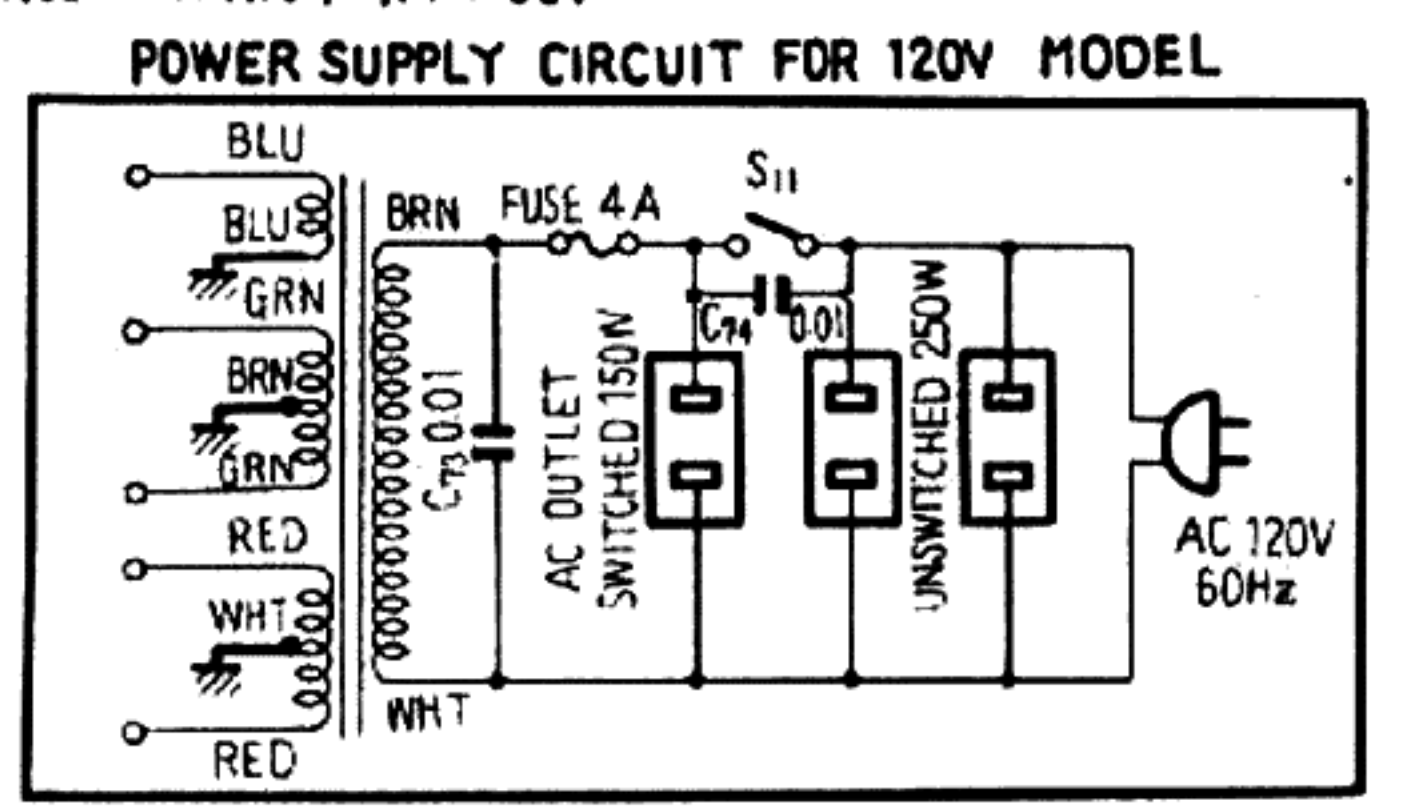 POWER SUPPLY CIRCUIT FOR 120V MODEL
BLU
BLU
GRN
BRN
GRN
RED
WHT
RED
BRN
FUSE 4A
S11
C73 0.01
C74 0.01
AC OUTLET
SWITCHED 150W
UNSWITCHED 250W
WHT
AC 120V
60Hz